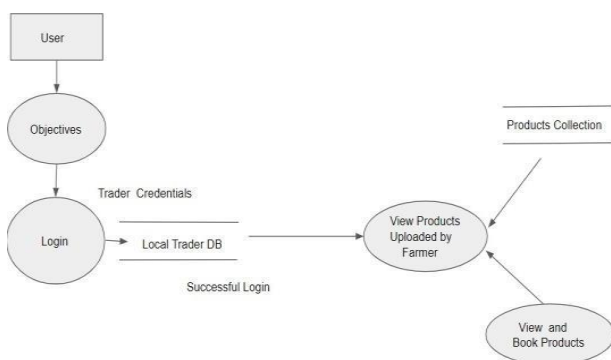 User
Objectives
Products Collection
Trader Credentials
Login
Local Trader DB
View Products
Uploaded by
Farmer
Successful Login
View and
Book Products